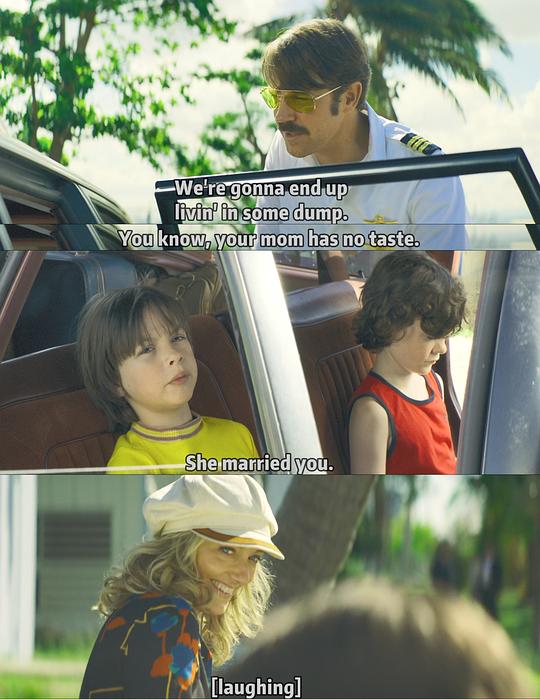 We're gonna end up
livin' in some dump.
You know, your mom has no taste.
She married you.
[laughing]